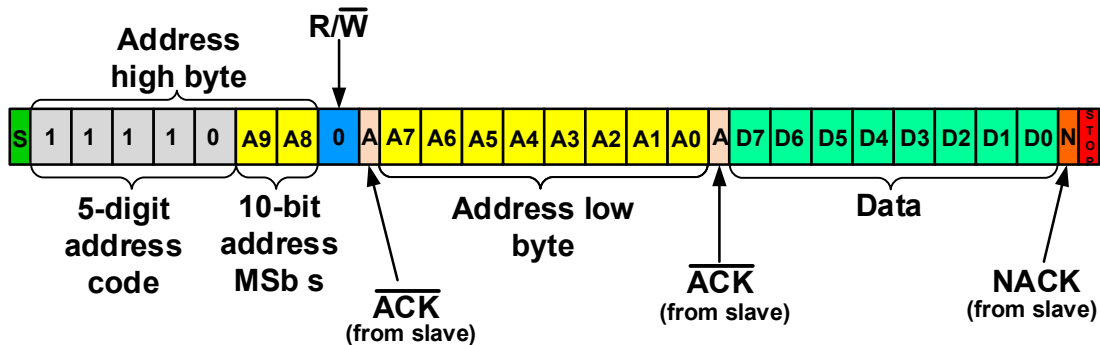 R/W̅
Address
high byte
S 1 1 1 1 0 A9 A8 0 A A7 A6 A5 A4 A3 A2 A1 A0 A D7 D6 D5 D4 D3 D2 D1 D0 N STOP
5-digit
address
code
10-bit
address
MSb s
Address low
byte
Data
A̅C̅K̅
(from slave)
A̅C̅K̅
(from slave)
NACK
(from slave)